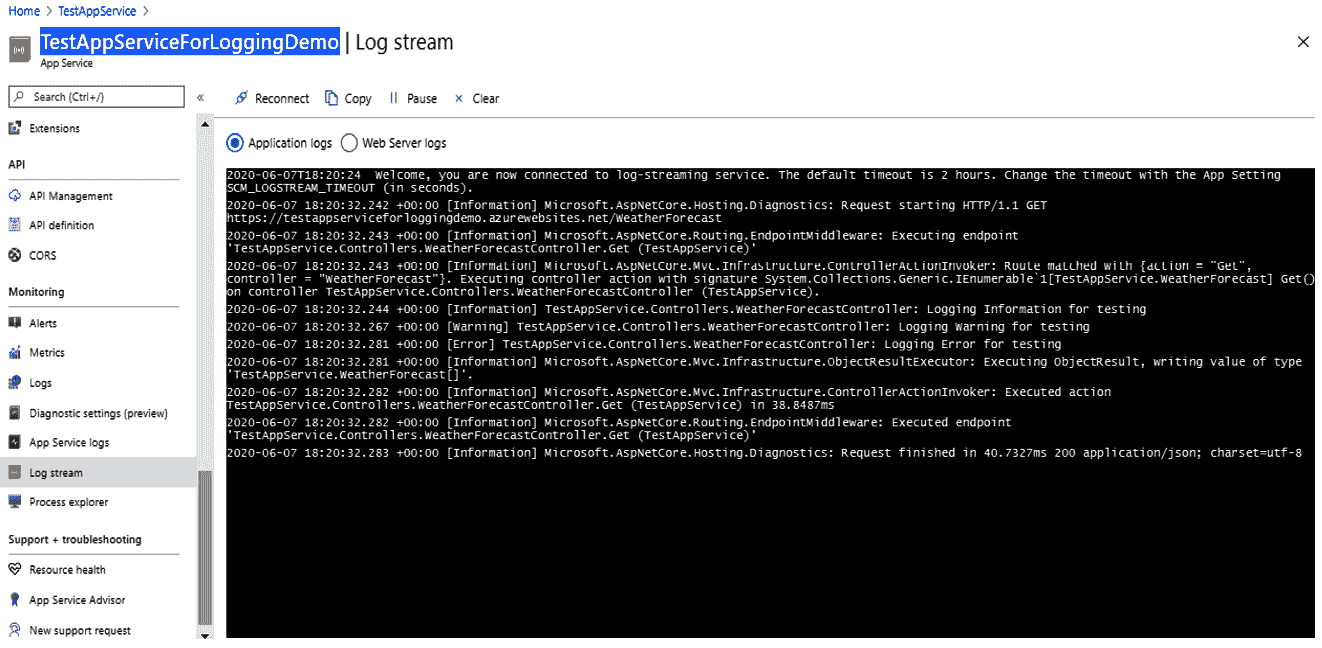 Home > TestAppService >
TestAppServiceForLoggingDemo | Log stream
App Service
Search (Ctrl+/)
«
Reconnect Copy Pause Clear
Extensions
API
API Management
API definition
CORS
Monitoring
Alerts
Metrics
Logs
Diagnostic settings (preview)
App Service logs
Log stream
Process explorer
Support + troubleshooting
Resource health
App Service Advisor
New support request
Application logs Web Server logs
2020-06-07T18:20:24 Welcome, you are now connected to log-streaming service. The default timeout is 2 hours. Change the timeout with the App Setting
SCM_LOGSTREAM_TIMEOUT (in seconds).
2020-06-07 18:20:32.242 +00:00 [Information] Microsoft.AspNetCore.Hosting.Diagnostics: Request starting HTTP/1.1 GET
https://testappserviceforloggingdemo.azurewebsites.net/WeatherForecast
2020-06-07 18:20:32.243 +00:00 [Information] Microsoft.AspNetCore.Routing.EndpointMiddleware: Executing endpoint
'TestAppService.Controllers.WeatherForecastController.Get (TestAppService)'
2020-06-07 18:20:32.243 +00:00 [Information] Microsoft.AspNetCore.Mvc.Infrastructure.ControllerActionInvoker: Route matched with {action = "Get",
controller = "WeatherForecast"}. Executing controller action with signature System.Collections.Generic.IEnumerable`1[TestAppService.WeatherForecast] Get()
on controller TestAppService.Controllers.WeatherForecastController (TestAppService).
2020-06-07 18:20:32.244 +00:00 [Information] TestAppService.Controllers.WeatherForecastController: Logging Information for testing
2020-06-07 18:20:32.267 +00:00 [Warning] TestAppService.Controllers.WeatherForecastController: Logging Warning for testing
2020-06-07 18:20:32.281 +00:00 [Error] TestAppService.Controllers.WeatherForecastController: Logging Error for testing
2020-06-07 18:20:32.281 +00:00 [Information] Microsoft.AspNetCore.Mvc.Infrastructure.ObjectResultExecutor: Executing ObjectResult, writing value of type
'TestAppService.WeatherForecast[]'.
2020-06-07 18:20:32.282 +00:00 [Information] Microsoft.AspNetCore.Mvc.Infrastructure.ControllerActionInvoker: Executed action
TestAppService.Controllers.WeatherForecastController.Get (TestAppService) in 38.8487ms
2020-06-07 18:20:32.282 +00:00 [Information] Microsoft.AspNetCore.Routing.EndpointMiddleware: Executed endpoint
'TestAppService.Controllers.WeatherForecastController.Get (TestAppService)'
2020-06-07 18:20:32.283 +00:00 [Information] Microsoft.AspNetCore.Hosting.Diagnostics: Request finished in 40.7327ms 200 application/json; charset=utf-8